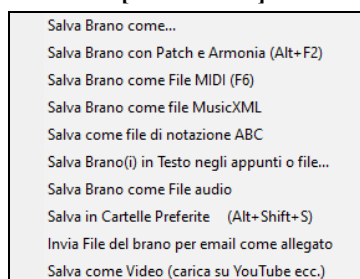 Salva Brano come...
Salva Brano con Patch e Armonia (Alt+F2)
Salva Brano come File MIDI (F6)
Salva Brano come file MusicXML
Salva come file di notazione ABC
Salva Brano(i) in Testo negli appunti o file...
Salva Brano come File audio
Salva in Cartelle Preferite (Alt+Shift+S)
Invia File del brano per email come allegato
Salva come Video (carica su YouTube ecc.)